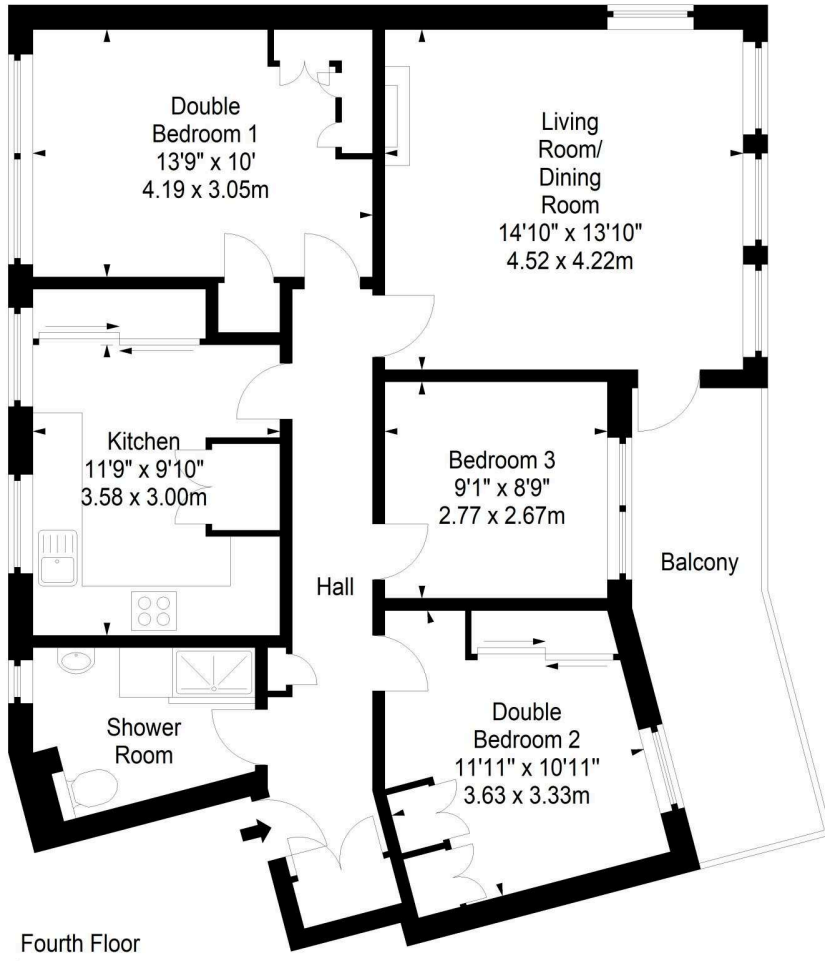 Double
Bedroom 1
13'9" x 10'
4.19 x 3.05m
Living
Room/
Dining
Room
14'10" x 13'10"
4.52 x 4.22m
Kitchen
11'9" x 9'10"
3.58 x 3.00m
Bedroom 3
9'1" x 8'9"
2.77 x 2.67m
Balcony
Hall
Shower
Room
Double
Bedroom 2
11'11" x 10'11"
3.63 x 3.33m
Fourth Floor